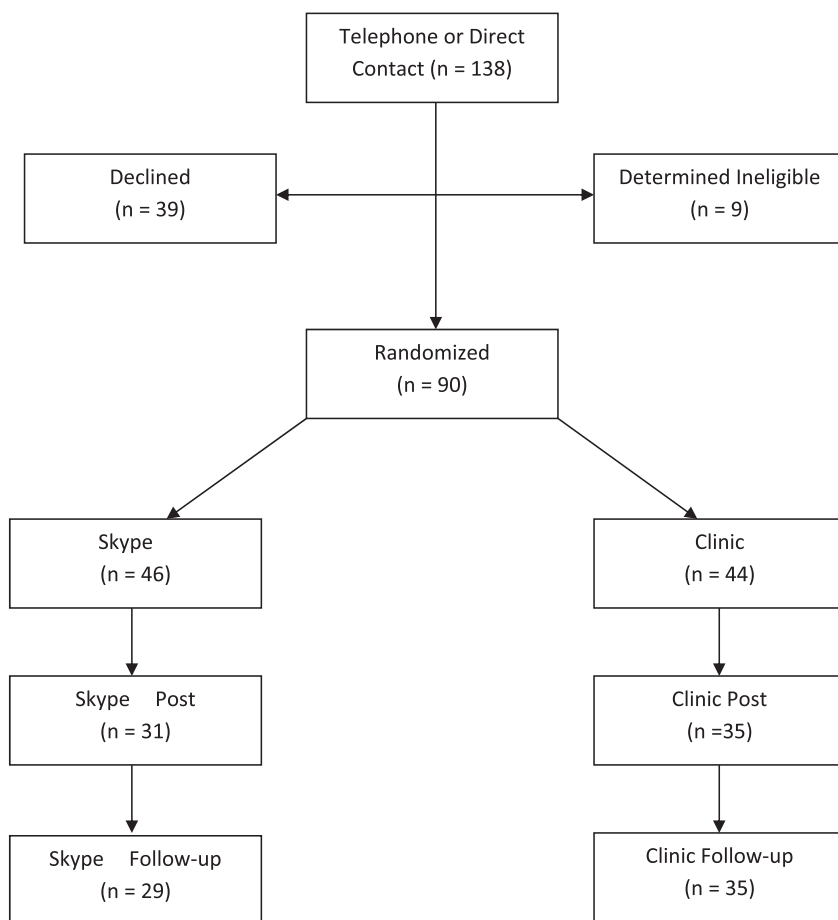 Telephone or Direct
Contact (n = 138)
Declined
(n = 39)
Determined Ineligible
(n = 9)
Randomized
(n = 90)
Skype
(n = 46)
Clinic
(n = 44)
Skype Post
(n = 31)
Clinic Post
(n =35)
Skype Follow-up
(n = 29)
Clinic Follow-up
(n = 35)